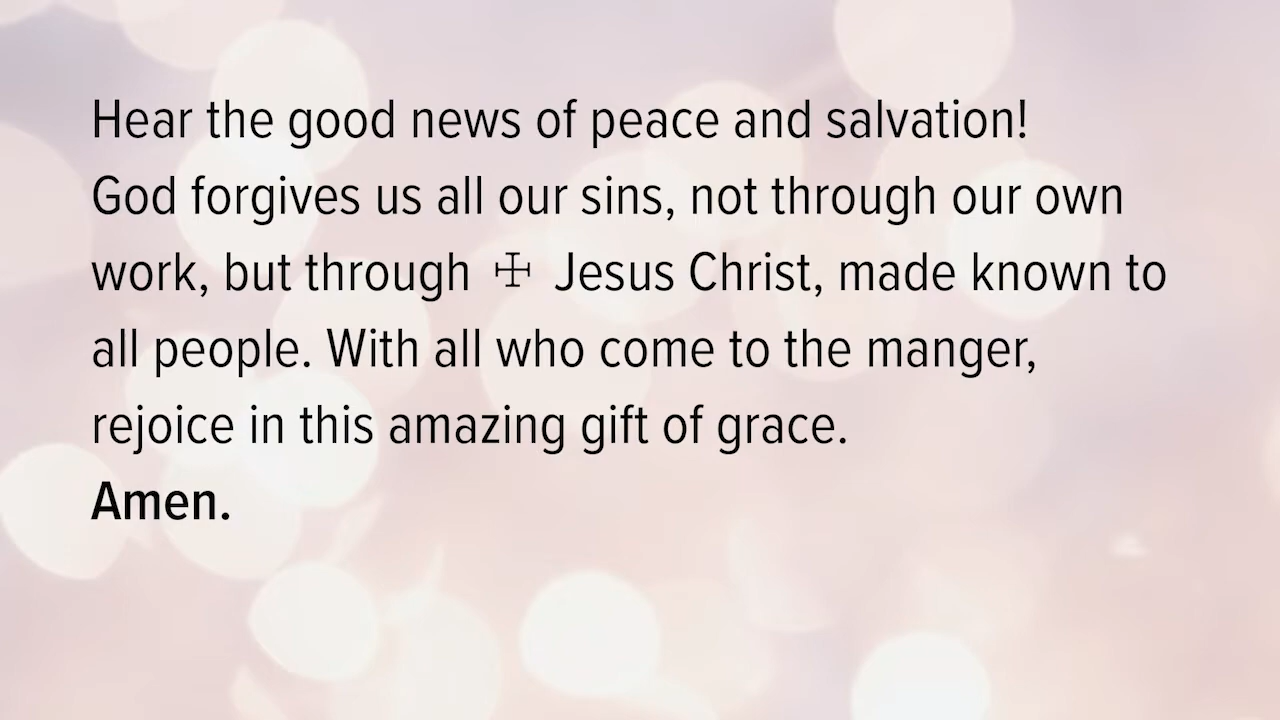 Hear the good news of peace and salvation!
God forgives us all our sins, not through our own
work, but through ☩ Jesus Christ, made known to
all people. With all who come to the manger,
rejoice in this amazing gift of grace.
Amen.